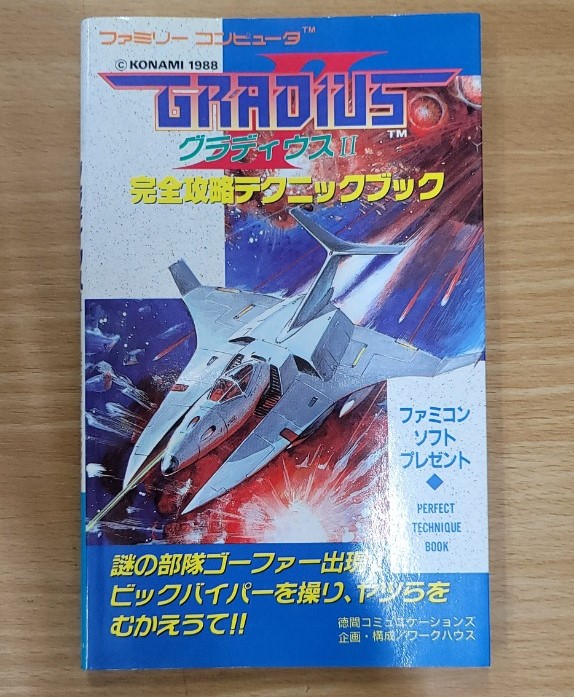 ファミリー コンピュータ™
© KONAMI 1988
GRADIUS II™
グラディウスII
完全攻略テクニックブック
ファミコン
ソフト
プレゼント
◆
PERFECT
TECHNIQUE
BOOK
謎の部隊ゴーファー出現
ビックバイパーを操り、ヤツらを
むかえうて!!
徳間コミュニケーションズ
企画・構成/ワークハウス